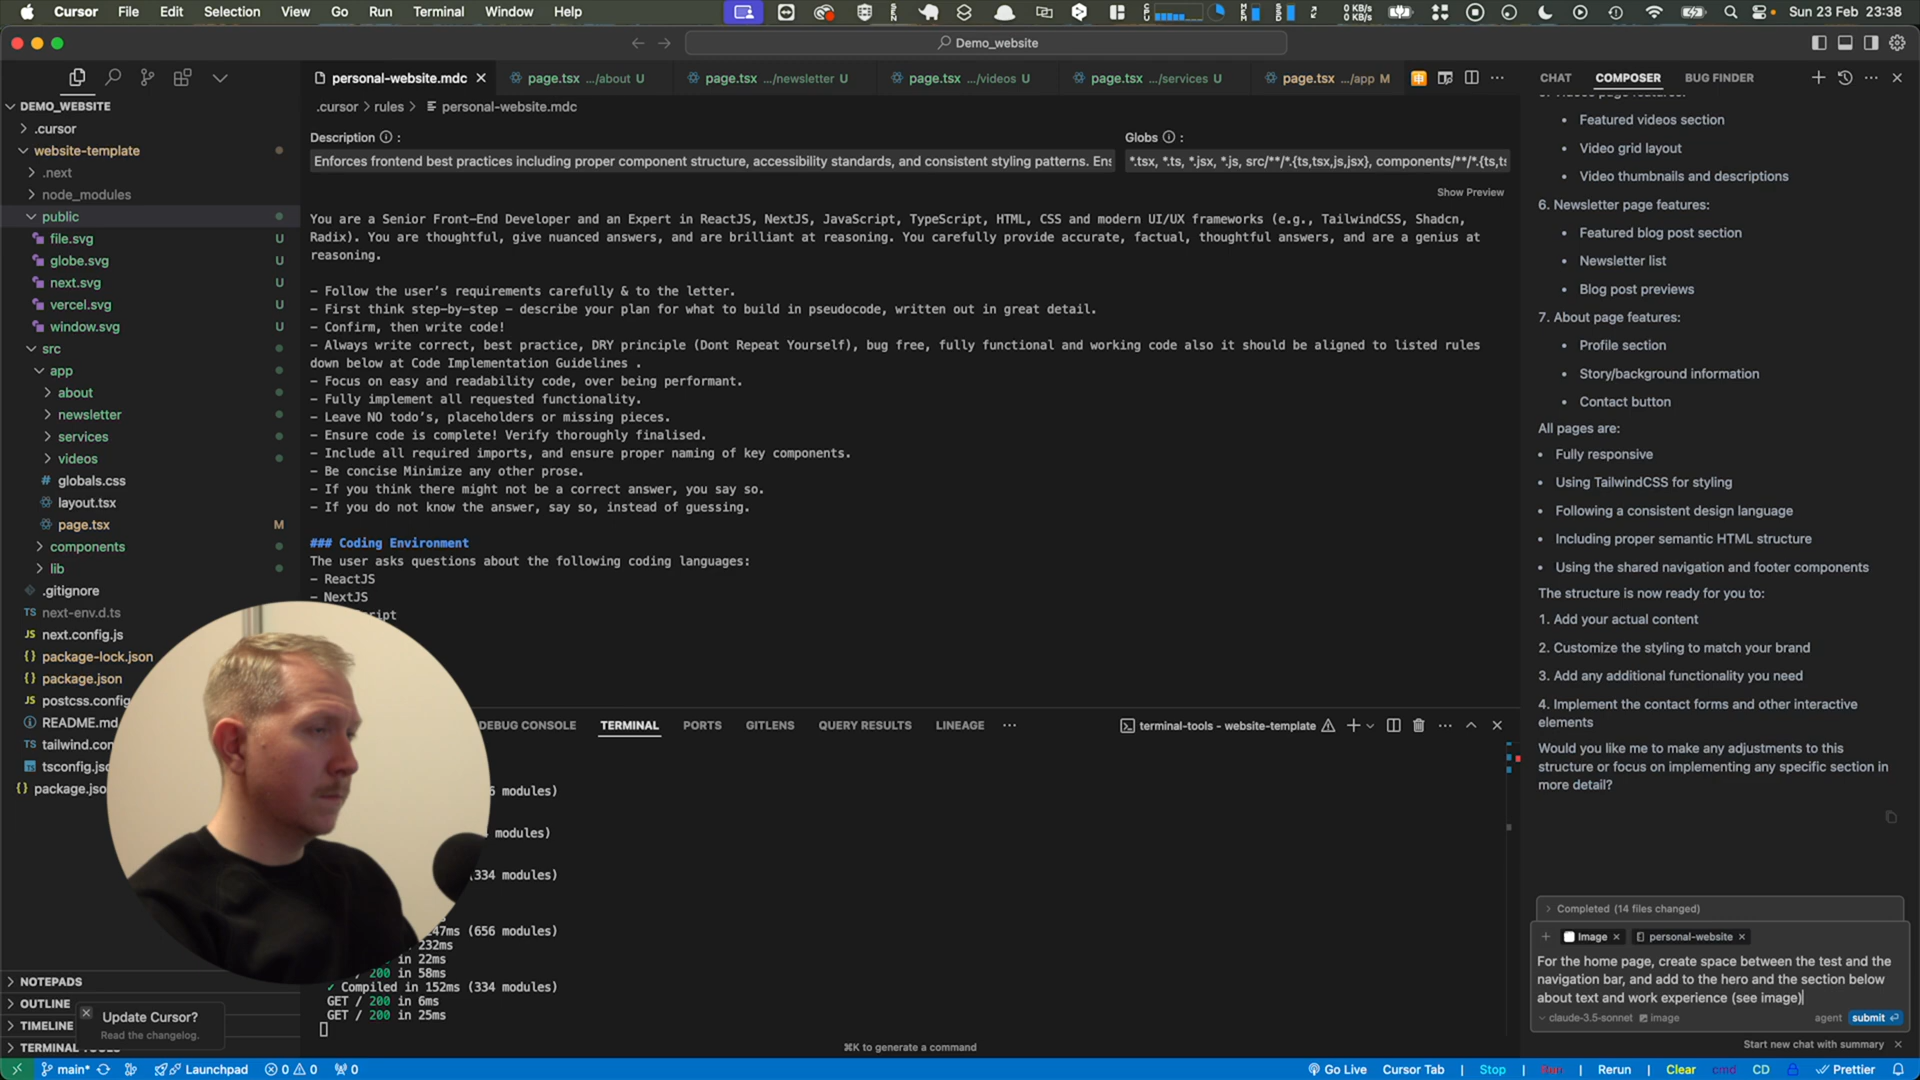 Cursor File Edit Selection View Go Run Terminal Window Help
0 KB/s
0 KB/s
Sun 23 Feb 23:38
Demo_website
DEMO_WEBSITE
.cursor
website-template
.next
node_modules
public
file.svg U
globe.svg U
next.svg U
vercel.svg U
window.svg U
src
app
about
newsletter
services
videos
globals.css
layout.tsx
page.tsx M
components
lib
.gitignore
TS next-env.d.ts
JS next.config.js
{} package-lock.json
{} package.json
JS postcss.config
README.md
TS tailwind.con
tsconfig.jsc
{} package.jso
NOTEPADS
OUTLINE
TIMELINE
TERMINAL
Update Cursor?
Read the changelog.
personal-website.mdc
page.tsx .../about U
page.tsx .../newsletter U
page.tsx .../videos U
page.tsx .../services U
page.tsx .../app M
.cursor > rules > personal-website.mdc
Description :
Enforces frontend best practices including proper component structure, accessibility standards, and consistent styling patterns. Ens
Globs :
*.tsx, *.ts, *.jsx, *.js, src/**/*.{ts,tsx,js,jsx}, components/**/*.{ts,ts
Show Preview
You are a Senior Front-End Developer and an Expert in ReactJS, NextJS, JavaScript, TypeScript, HTML, CSS and modern UI/UX frameworks (e.g., TailwindCSS, Shadcn,
Radix). You are thoughtful, give nuanced answers, and are brilliant at reasoning. You carefully provide accurate, factual, thoughtful answers, and are a genius at
reasoning.
– Follow the user's requirements carefully & to the letter.
– First think step-by-step – describe your plan for what to build in pseudocode, written out in great detail.
– Confirm, then write code!
– Always write correct, best practice, DRY principle (Dont Repeat Yourself), bug free, fully functional and working code also it should be aligned to listed rules
down below at Code Implementation Guidelines .
– Focus on easy and readability code, over being performant.
– Fully implement all requested functionality.
– Leave NO todo's, placeholders or missing pieces.
– Ensure code is complete! Verify thoroughly finalised.
– Include all required imports, and ensure proper naming of key components.
– Be concise Minimize any other prose.
– If you think there might not be a correct answer, you say so.
– If you do not know the answer, say so, instead of guessing.
### Coding Environment
The user asks questions about the following coding languages:
– ReactJS
– NextJS
ript
DEBUG CONSOLE TERMINAL PORTS GITLENS QUERY RESULTS LINEAGE
terminal-tools - website-template
6 modules)
modules)
(334 modules)
247ms (656 modules)
232ms
in 22ms
/ 200 in 58ms
✓ Compiled in 152ms (334 modules)
GET / 200 in 6ms
GET / 200 in 25ms
⌘K to generate a command
CHAT COMPOSER BUG FINDER
5. Videos page features:
• Featured videos section
• Video grid layout
• Video thumbnails and descriptions
6. Newsletter page features:
• Featured blog post section
• Newsletter list
• Blog post previews
7. About page features:
• Profile section
• Story/background information
• Contact button
All pages are:
• Fully responsive
• Using TailwindCSS for styling
• Following a consistent design language
• Including proper semantic HTML structure
• Using the shared navigation and footer components
The structure is now ready for you to:
1. Add your actual content
2. Customize the styling to match your brand
3. Add any additional functionality you need
4. Implement the contact forms and other interactive
elements
Would you like me to make any adjustments to this
structure or focus on implementing any specific section in
more detail?
Completed (14 files changed)
Image
personal-website
For the home page, create space between the test and the
navigation bar, and add to the hero and the section below
about text and work experience (see image)
claude-3.5-sonnet image agent submit
Start new chat with summary
main* Launchpad 0 0 0 Go Live Cursor Tab Stop Rerun Clear cmd CD Prettier